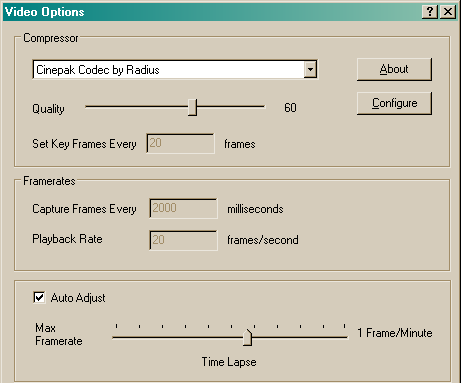 Video Options
Compressor
Cinepak Codec by Radius
About
Quality 60
Configure
Set Key Frames Every 20 frames
Framerates
Capture Frames Every 2000 milliseconds
Playback Rate 20 frames/second
Auto Adjust
Max Framerate 1 Frame/Minute
Time Lapse